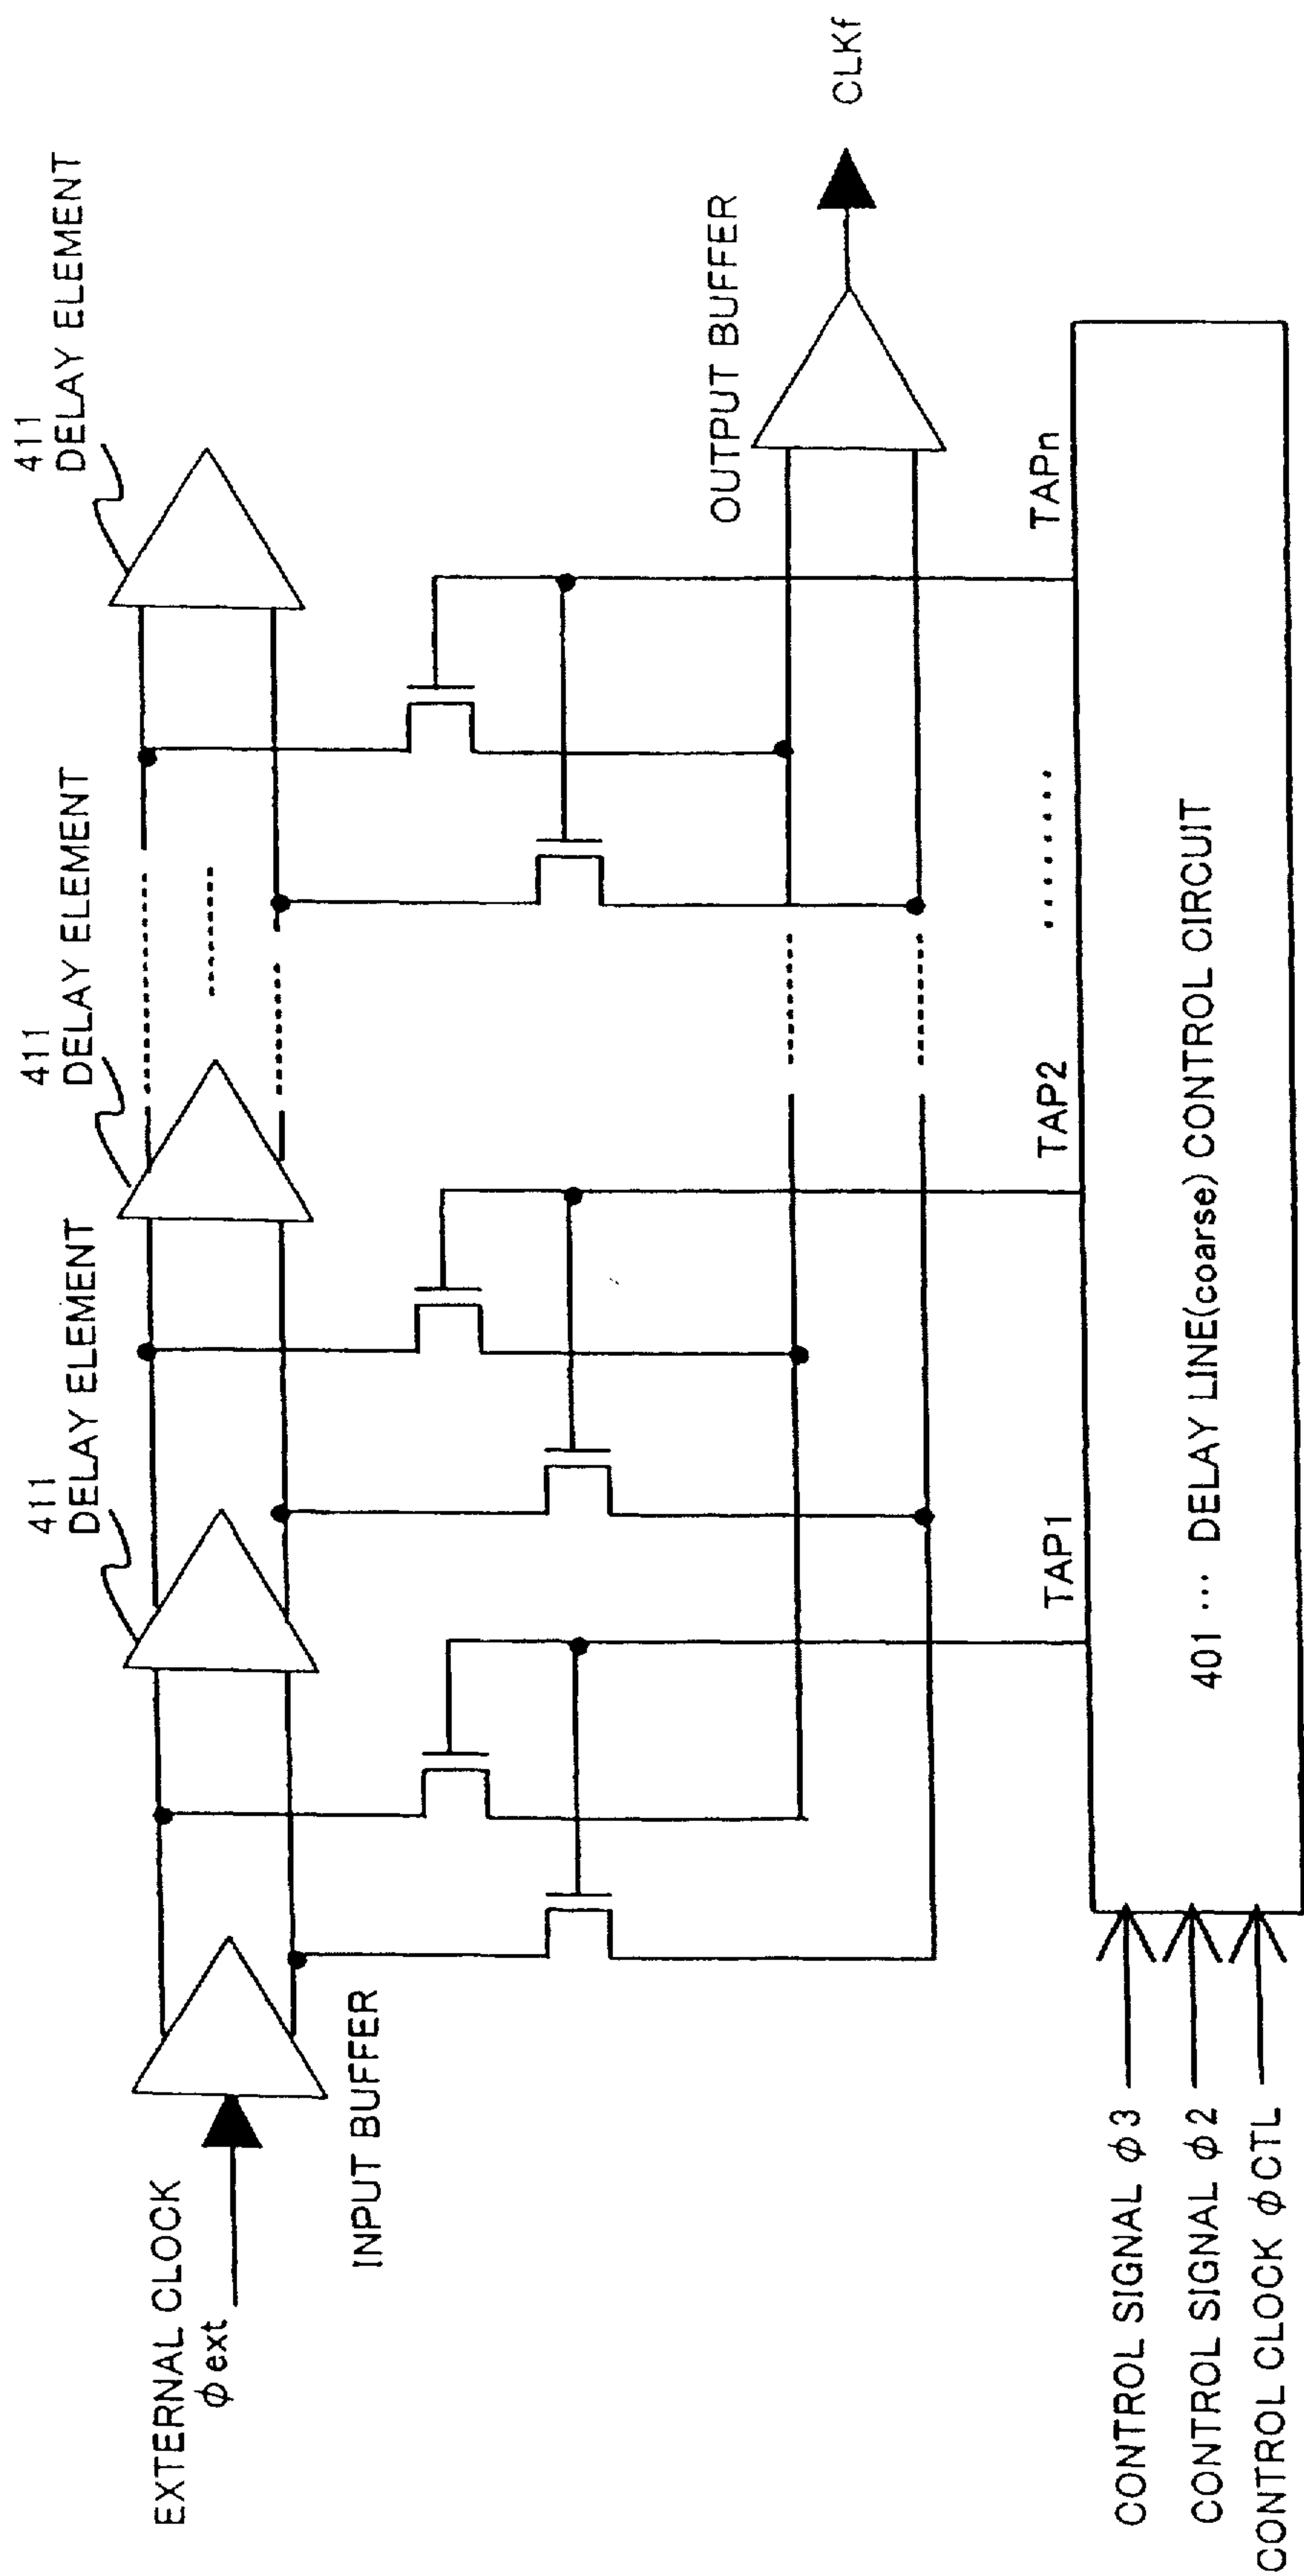 411
DELAY ELEMENT
411
DELAY ELEMENT
411
DELAY ELEMENT
EXTERNAL CLOCK
φext
INPUT BUFFER
OUTPUT BUFFER
CLKf
TAP1
TAP2
........
TAPn
401 ... DELAY LINE(coarse) CONTROL CIRCUIT
CONTROL SIGNAL φ3
CONTROL SIGNAL φ2
CONTROL CLOCK φCTL